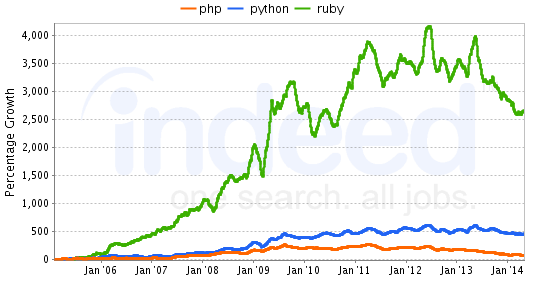 php python ruby
Percentage Growth
4,000
3,500
3,000
2,500
2,000
1,500
1,000
500
0
indeed
one search. all jobs.
Jan'06 Jan'07 Jan'08 Jan'09 Jan'10 Jan'11 Jan'12 Jan'13 Jan'14